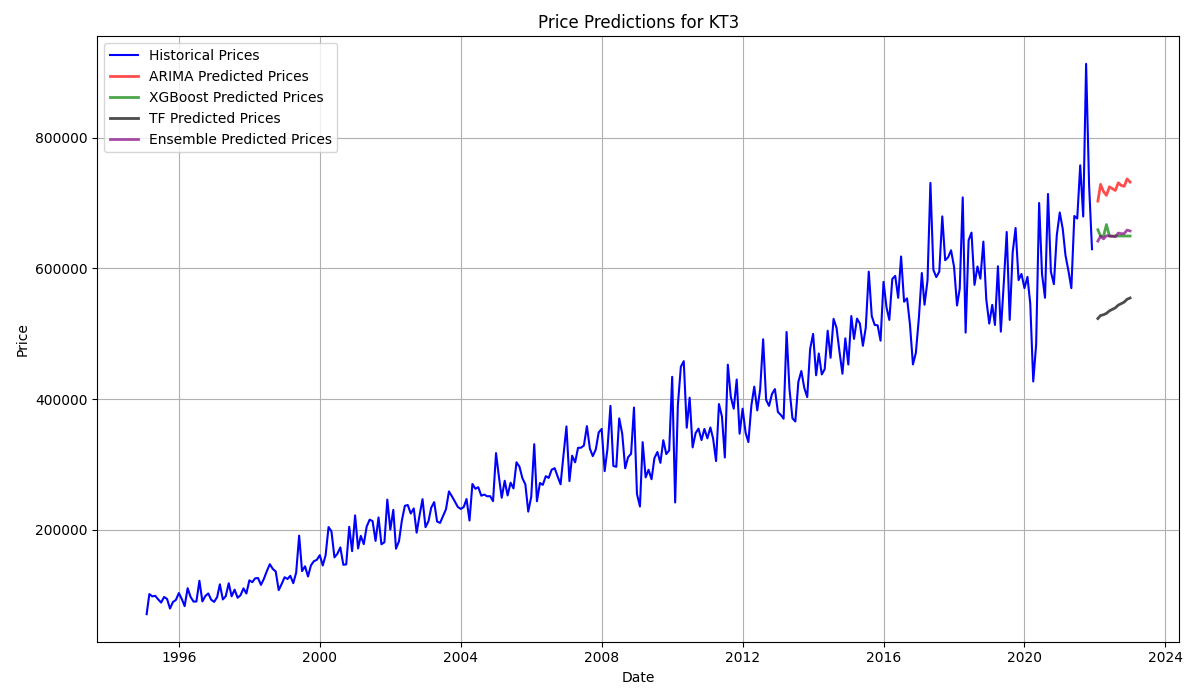 Price Predictions for KT3
Historical Prices
ARIMA Predicted Prices
XGBoost Predicted Prices
TF Predicted Prices
Ensemble Predicted Prices
800000
600000
400000
200000
Price
1996 2000 2004 2008 2012 2016 2020 2024
Date